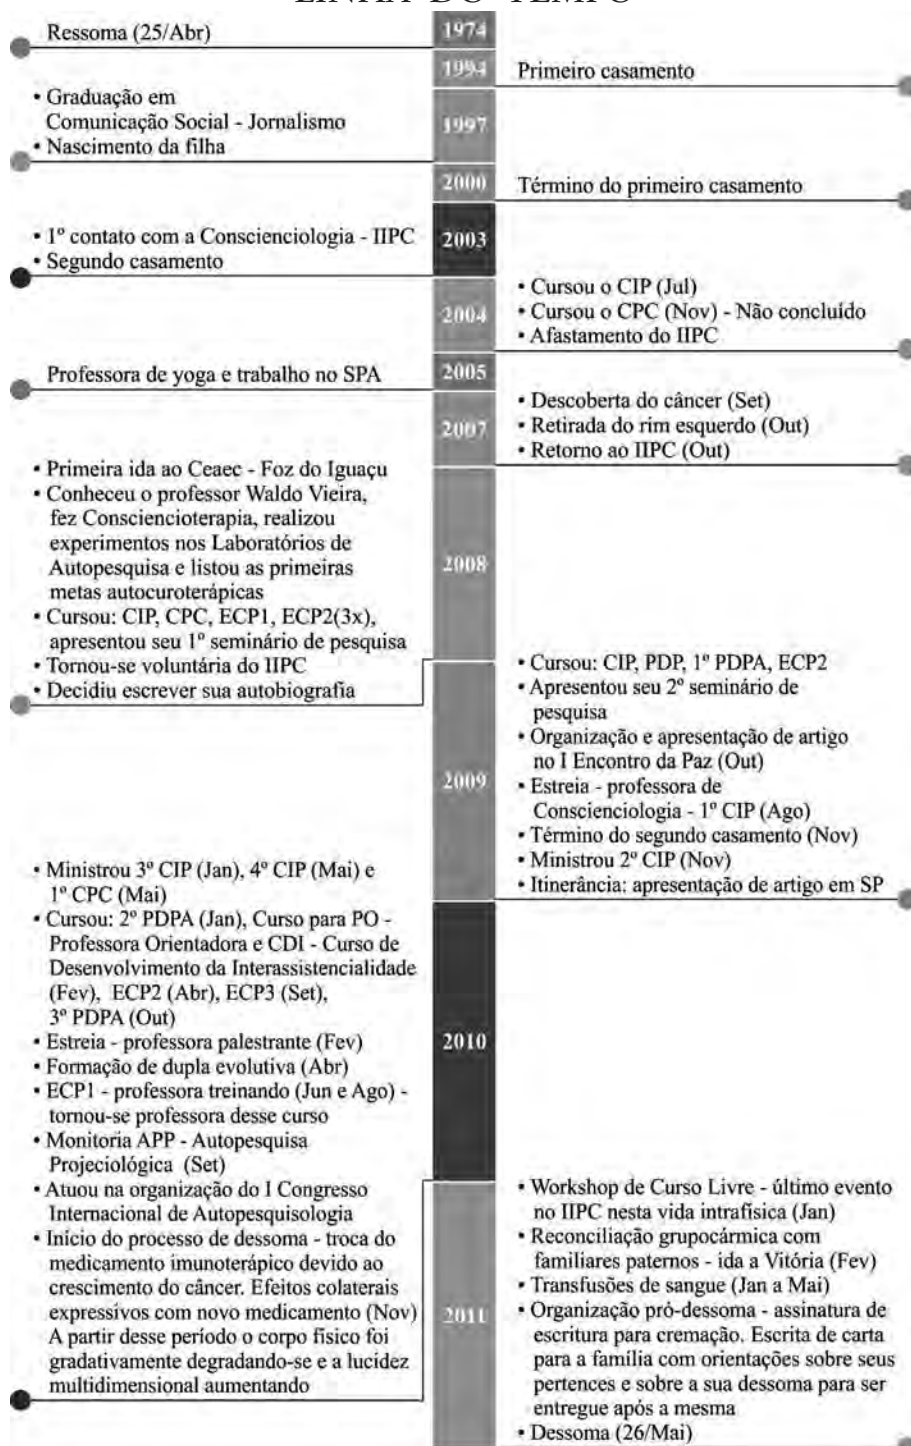 LINHA DO TEMPO
Ressoma (25/Abr)
1974
1994
Primeiro casamento
• Graduação em
Comunicação Social - Jornalismo
• Nascimento da filha
1997
2000
Término do primeiro casamento
• 1º contato com a Conscienciologia - IIPC
• Segundo casamento
2003
2004
• Cursou o CIP (Jul)
• Cursou o CPC (Nov) - Não concluído
• Afastamento do IIPC
Professora de yoga e trabalho no SPA
2005
2007
• Descoberta do câncer (Set)
• Retirada do rim esquerdo (Out)
• Retorno ao IIPC (Out)
• Primeira ida ao Ceaec - Foz do Iguaçu
• Conheceu o professor Waldo Vieira,
fez Consciencioterapia, realizou
experimentos nos Laboratórios de
Autopesquisa e listou as primeiras
metas autocuroterápicas
• Cursou: CIP, CPC, ECP1, ECP2(3x),
apresentou seu 1º seminário de pesquisa
• Tornou-se voluntária do IIPC
• Decidiu escrever sua autobiografia
2008
2009
• Cursou: CIP, PDP, 1º PDPA, ECP2
• Apresentou seu 2º seminário de
pesquisa
• Organização e apresentação de artigo
no I Encontro da Paz (Out)
• Estreia - professora de
Conscienciologia - 1º CIP (Ago)
• Término do segundo casamento (Nov)
• Ministrou 2º CIP (Nov)
• Itinerância: apresentação de artigo em SP
• Ministrou 3º CIP (Jan), 4º CIP (Mai) e
1º CPC (Mai)
• Cursou: 2º PDPA (Jan), Curso para PO -
Professora Orientadora e CDI - Curso de
Desenvolvimento da Interassistencialidade
(Fev), ECP2 (Abr), ECP3 (Set),
3º PDPA (Out)
• Estreia - professora palestrante (Fev)
• Formação de dupla evolutiva (Abr)
• ECP1 - professora treinando (Jun e Ago) -
tornou-se professora desse curso
• Monitoria APP - Autopesquisa
Projeciológica (Set)
• Atuou na organização do I Congresso
Internacional de Autopesquisologia
• Início do processo de dessoma - troca do
medicamento imunoterápico devido ao
crescimento do câncer. Efeitos colaterais
expressivos com novo medicamento (Nov)
A partir desse período o corpo físico foi
gradativamente degradando-se e a lucidez
multidimensional aumentando
2010
2011
• Workshop de Curso Livre - último evento
no IIPC nesta vida intrafísica (Jan)
• Reconciliação grupocármica com
familiares paternos - ida a Vitória (Fev)
• Transfusões de sangue (Jan a Mai)
• Organização pró-dessoma - assinatura de
escritura para cremação. Escrita de carta
para a família com orientações sobre seus
pertences e sobre a sua dessoma para ser
entregue após a mesma
• Dessoma (26/Mai)